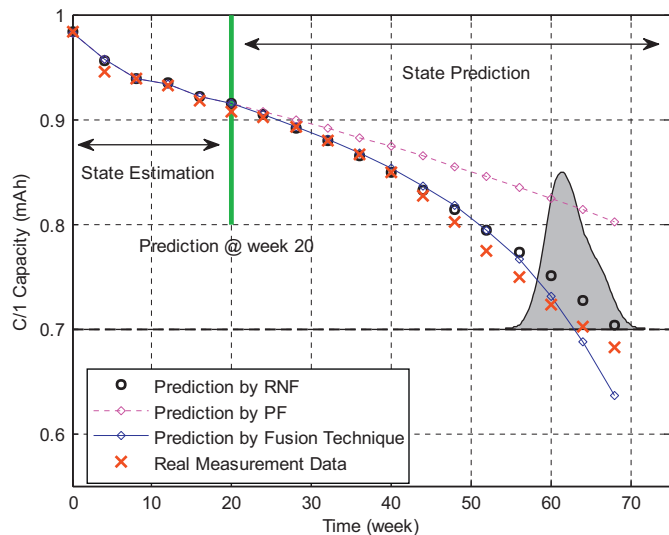 1
0.9
0.8
0.7
0.6
C/1 Capacity (mAh)
State Prediction
State Estimation
Prediction @ week 20
Prediction by RNF
Prediction by PF
Prediction by Fusion Technique
Real Measurement Data
0 10 20 30 40 50 60 70
Time (week)